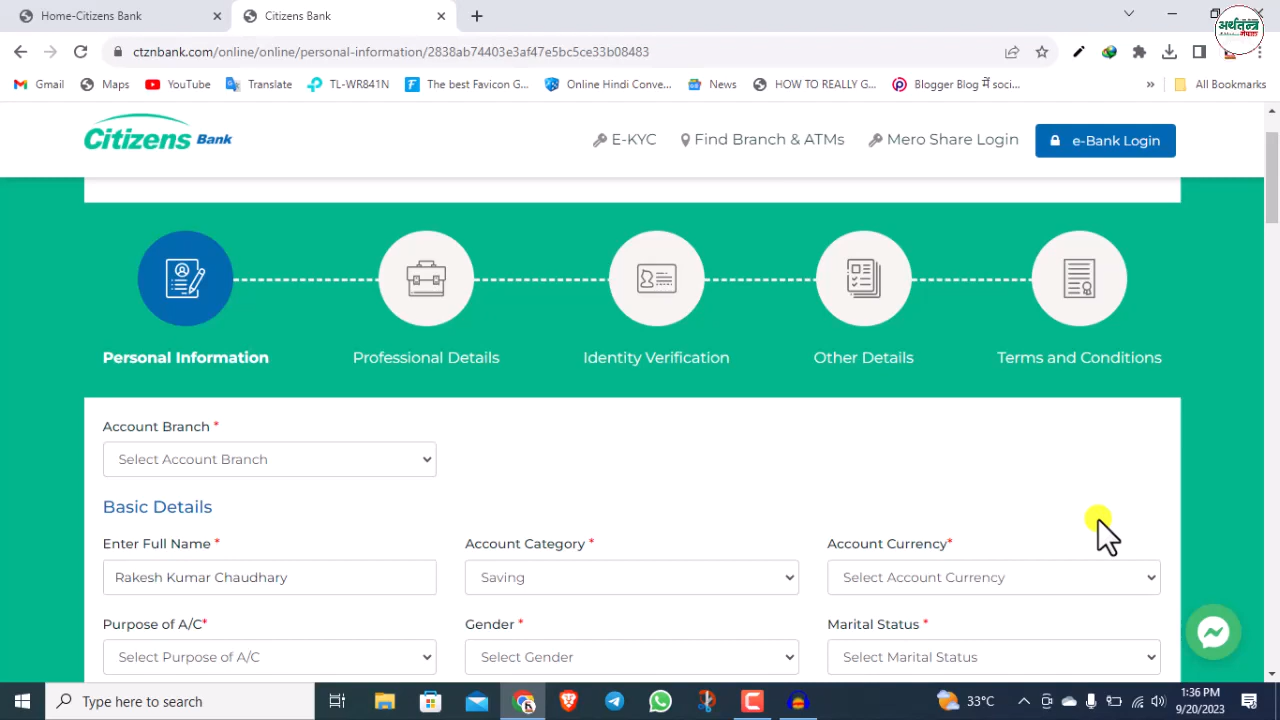 Home-Citizens Bank
Citizens Bank
अर्थतन्त्र
नेपाल
ctznbank.com/online/online/personal-information/2838ab74403e3af47e5bc5ce33b08483
Gmail
Maps
YouTube
Translate
TL-WR841N
The best Favicon G...
Online Hindi Conve...
News
HOW TO REALLY G...
Blogger Blog में soci...
»
All Bookmarks
Citizens Bank
E-KYC
Find Branch & ATMs
Mero Share Login
e-Bank Login
Personal Information
Professional Details
Identity Verification
Other Details
Terms and Conditions
Account Branch *
Select Account Branch
Basic Details
Enter Full Name *
Account Category *
Account Currency*
Rakesh Kumar Chaudhary
Saving
Select Account Currency
Purpose of A/C*
Gender *
Marital Status *
Select Purpose of A/C
Select Gender
Select Marital Status
Type here to search
33°C
1:36 PM
9/20/2023